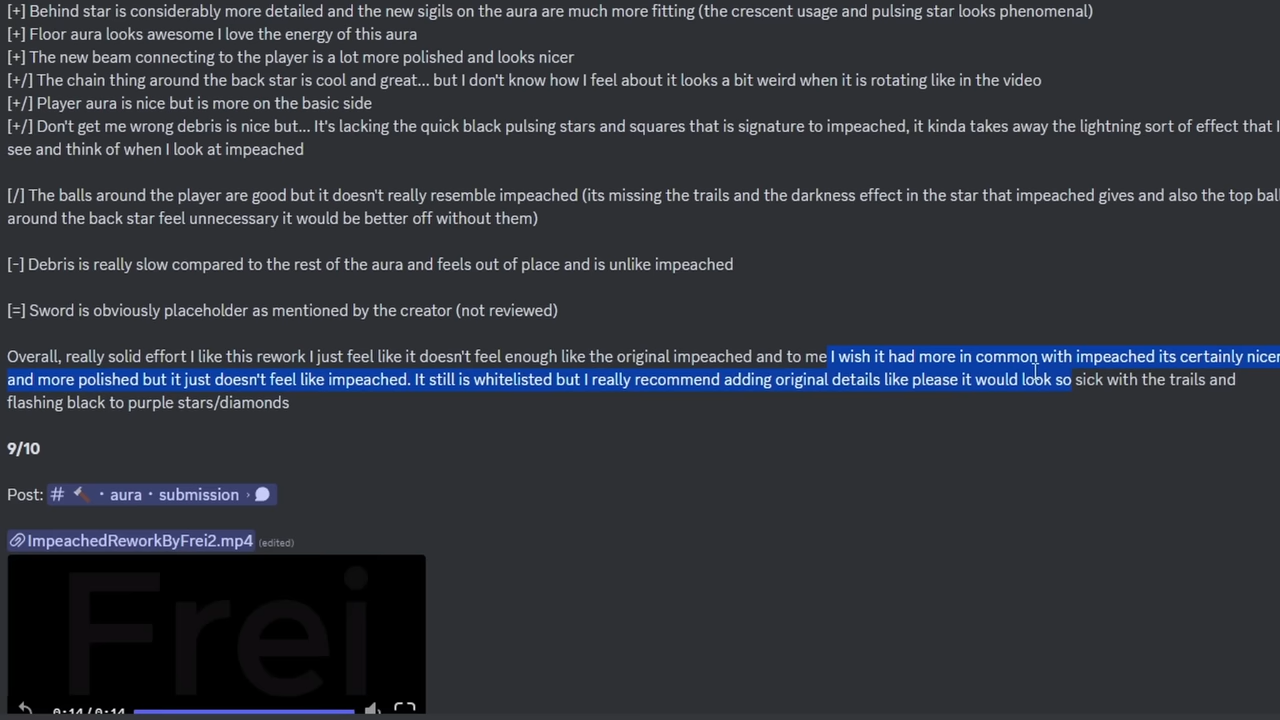 [+] Behind star is considerably more detailed and the new sigils on the aura are much more fitting (the crescent usage and pulsing star looks phenomenal)
[+] Floor aura looks awesome I love the energy of this aura
[+] The new beam connecting to the player is a lot more polished and looks nicer
[+/] The chain thing around the back star is cool and great... but I don't know how I feel about it looks a bit weird when it is rotating like in the video
[+/] Player aura is nice but is more on the basic side
[+/] Don't get me wrong debris is nice but... It's lacking the quick black pulsing stars and squares that is signature to impeached, it kinda takes away the lightning sort of effect that I
see and think of when I look at impeached
[/] The balls around the player are good but it doesn't really resemble impeached (its missing the trails and the darkness effect in the star that impeached gives and also the top ball
around the back star feel unnecessary it would be better off without them)
[-] Debris is really slow compared to the rest of the aura and feels out of place and is unlike impeached
[=] Sword is obviously placeholder as mentioned by the creator (not reviewed)
Overall, really solid effort I like this rework I just feel like it doesn't feel enough like the original impeached and to me I wish it had more in common with impeached its certainly nicer
and more polished but it just doesn't feel like impeached. It still is whitelisted but I really recommend adding original details like please it would look so sick with the trails and
flashing black to purple stars/diamonds
9/10
Post: # 🔨・aura・submission ›
ImpeachedReworkByFrei2.mp4 (edited)
Frei
0:14/0:14